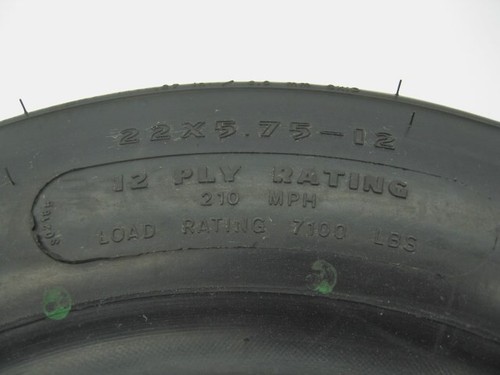 22X5.75-12
12 PLY RATING
210 MPH
LOAD RATING 7100 LBS